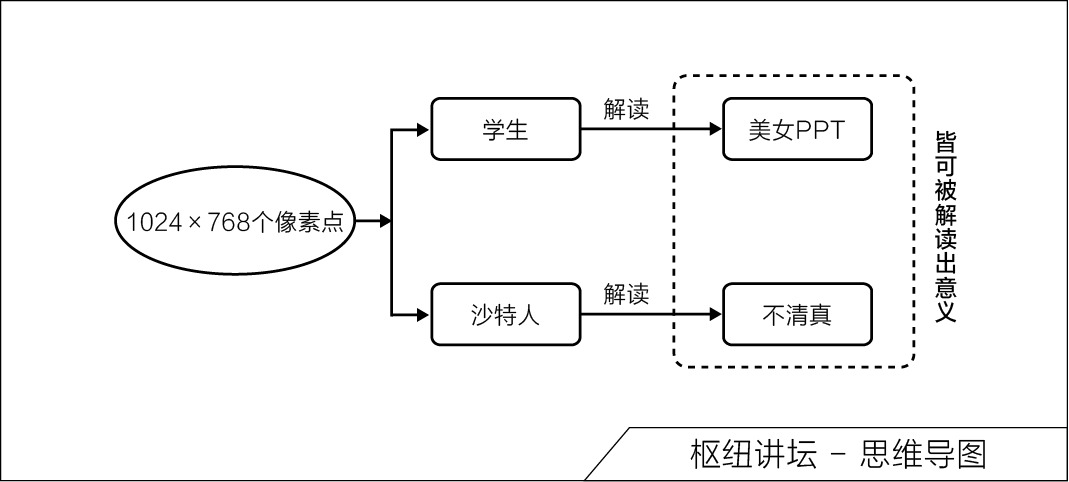 1024×768个像素点
学生
解读
美女PPT
沙特人
解读
不清真
皆可被解读出意义
枢纽讲坛 - 思维导图